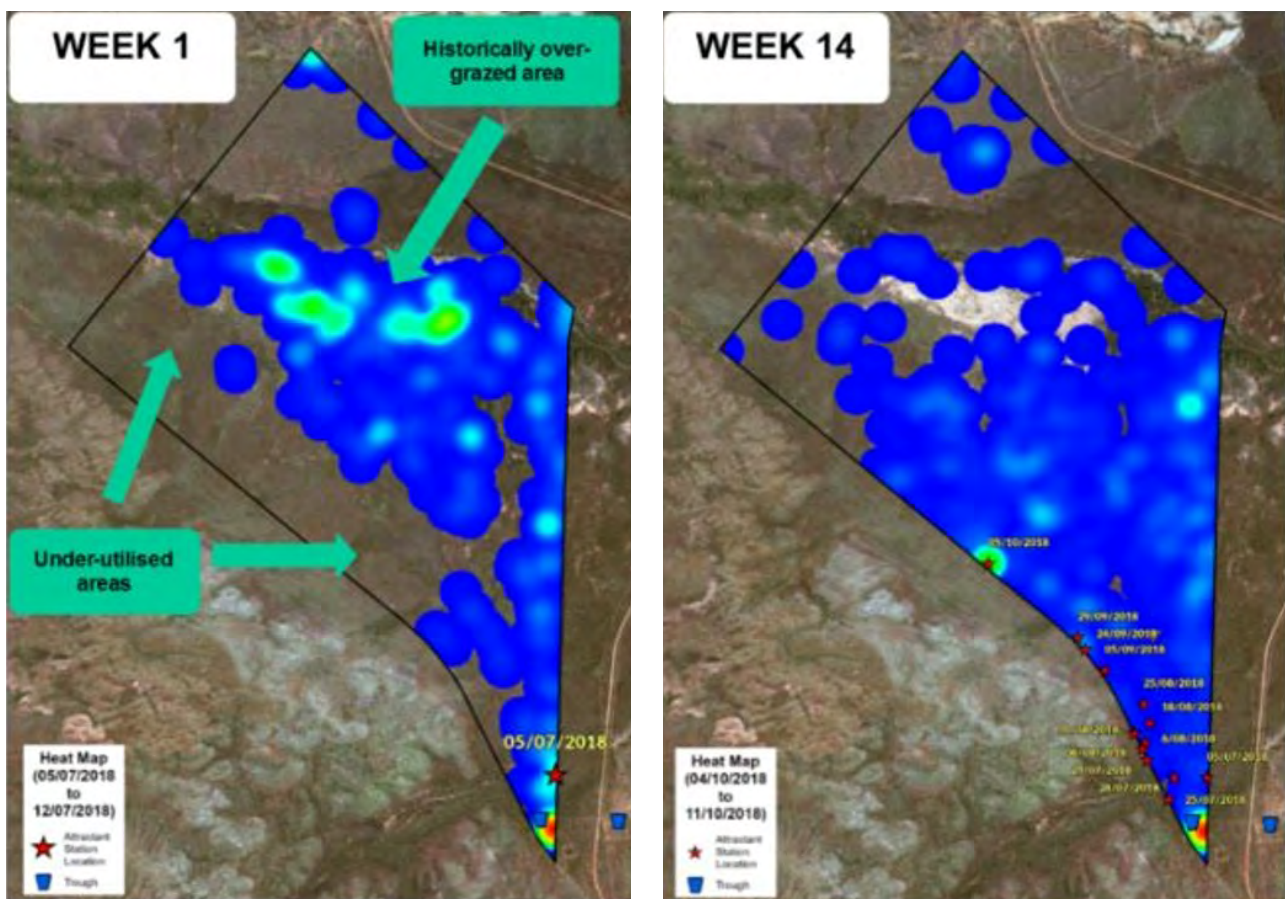 WEEK 1
Historically over-
grazed area
Under-utilised
areas
05/07/2018
Heat Map
(05/07/2018
to
12/07/2018)
Attractant
Station
Location
Trough
WEEK 14
05/10/2018
29/09/2018
24/09/2018
05/09/2018
25/08/2018
18/08/2018
6/08/2018
05/07/2018
25/07/2018
Heat Map
(04/10/2018
to
11/10/2018)
Attractant
Station
Location
Trough